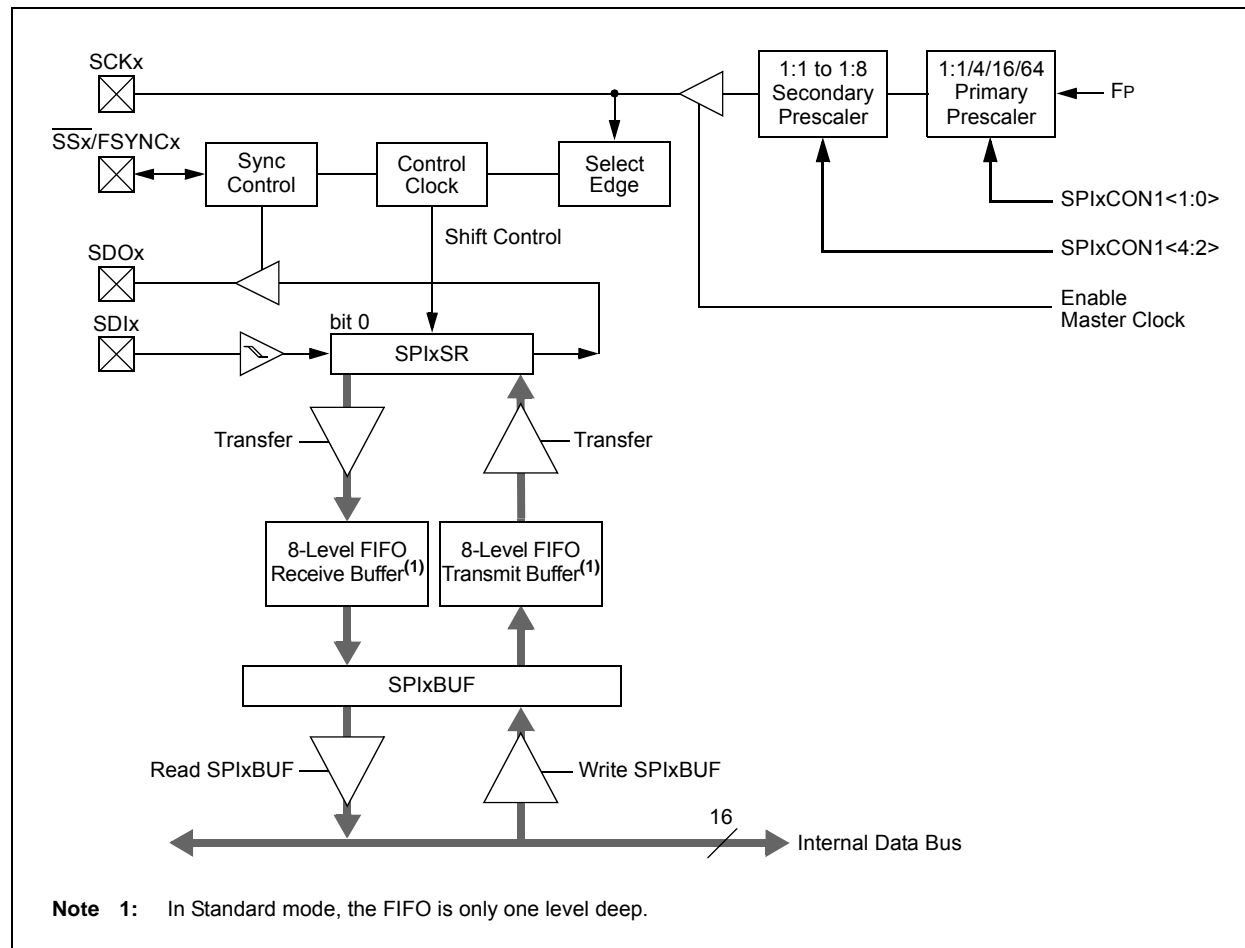 SCKx
1:1 to 1:8
Secondary
Prescaler
1:1/4/16/64
Primary
Prescaler
FP
SSx/FSYNCx
Sync
Control
Control
Clock
Select
Edge
SPIxCON1<1:0>
Shift Control
SPIxCON1<4:2>
SDOx
Enable
Master Clock
SDIx
bit 0
SPIxSR
Transfer
Transfer
8-Level FIFO
Receive Buffer(1)
8-Level FIFO
Transmit Buffer(1)
SPIxBUF
Read SPIxBUF
Write SPIxBUF
16
Internal Data Bus
Note 1: In Standard mode, the FIFO is only one level deep.